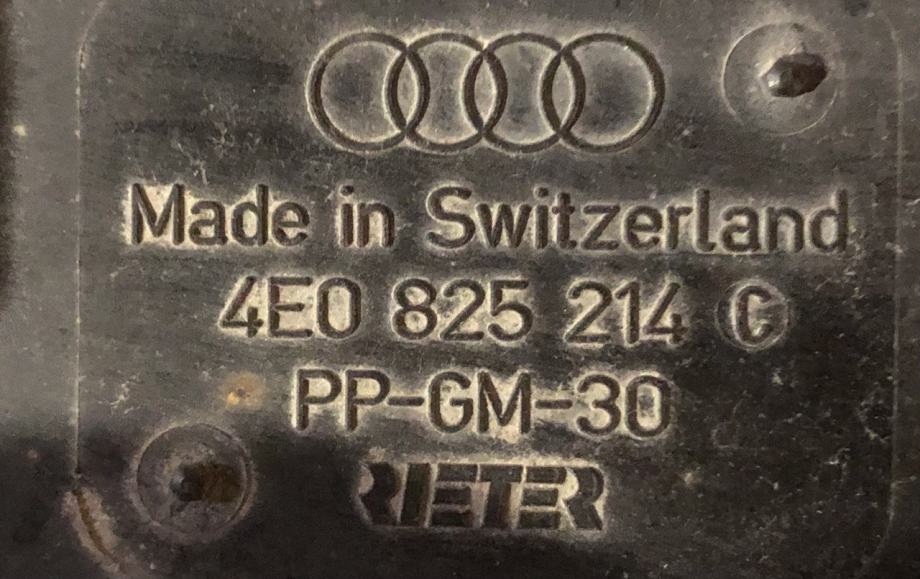 Made in Switzerland
4E0 825 214 C
PP-GM-30
RIETER